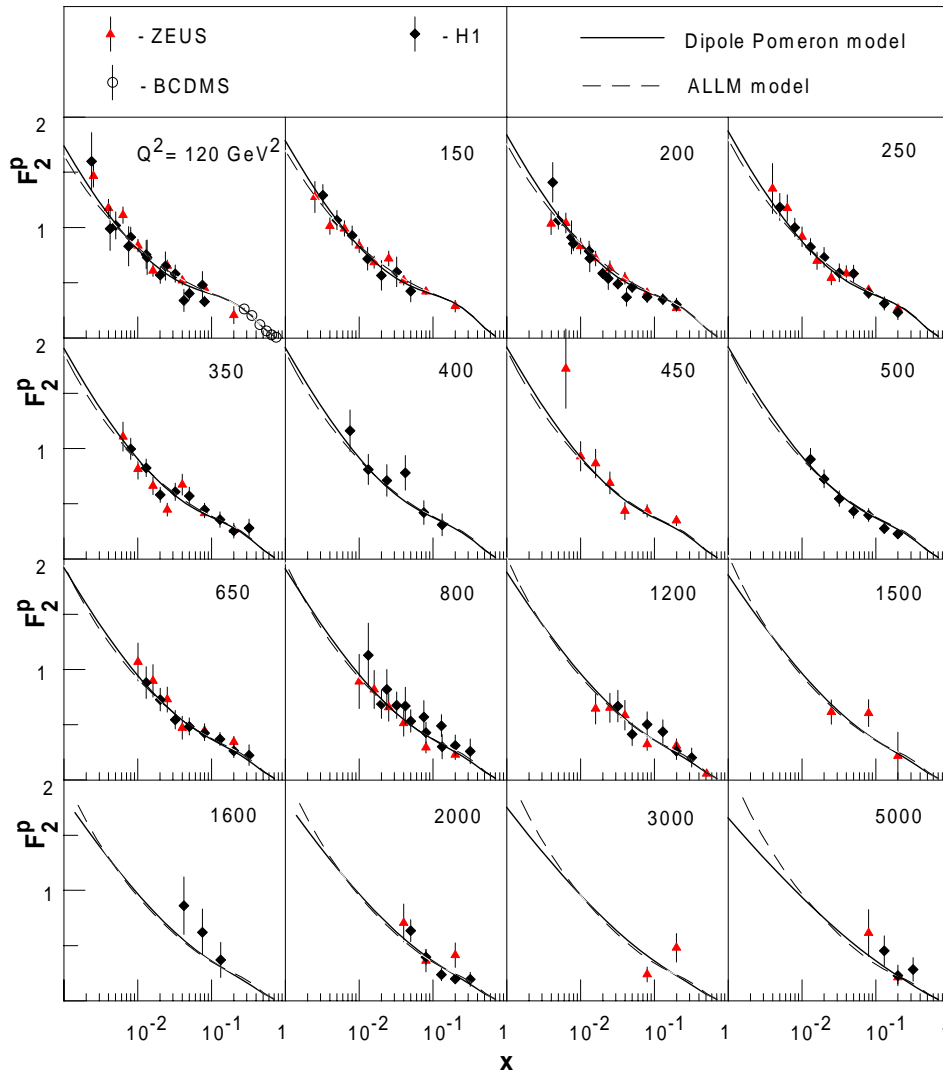 - ZEUS
- H1
Dipole Pomeron model
- BCDMS
ALLM model
2
F₂ᵖ
1
Q² = 120 GeV²
150
200
250
2
F₂ᵖ
1
350
400
450
500
2
F₂ᵖ
1
650
800
1200
1500
2
F₂ᵖ
1
1600
2000
3000
5000
10⁻² 10⁻¹ 1 10⁻² 10⁻¹ 1 10⁻² 10⁻¹ 1 10⁻² 10⁻¹ 1
x